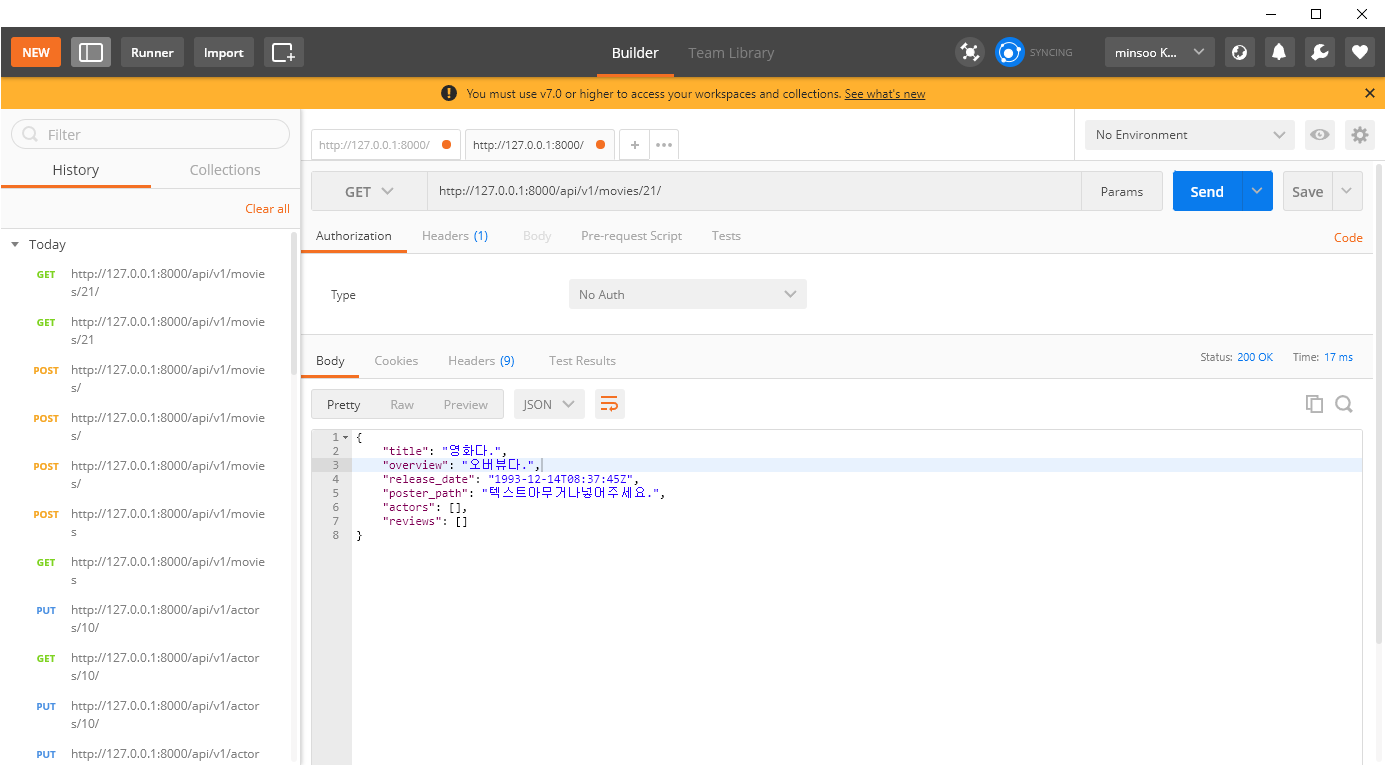 NEW Runner Import Builder Team Library SYNCING minsoo K...
You must use v7.0 or higher to access your workspaces and collections. See what's new
Filter
History Collections
Clear all
Today
GET http://127.0.0.1:8000/api/v1/movie
s/21/
GET http://127.0.0.1:8000/api/v1/movie
s/21
POST http://127.0.0.1:8000/api/v1/movie
s/
POST http://127.0.0.1:8000/api/v1/movie
s/
POST http://127.0.0.1:8000/api/v1/movie
s/
POST http://127.0.0.1:8000/api/v1/movie
s
GET http://127.0.0.1:8000/api/v1/movie
s
PUT http://127.0.0.1:8000/api/v1/actor
s/10/
GET http://127.0.0.1:8000/api/v1/actor
s/10/
PUT http://127.0.0.1:8000/api/v1/actor
s/10/
PUT http://127.0.0.1:8000/api/v1/actor
http://127.0.0.1:8000/ http://127.0.0.1:8000/ + ••• No Environment
GET http://127.0.0.1:8000/api/v1/movies/21/ Params Send Save
Authorization Headers (1) Body Pre-request Script Tests Code
Type No Auth
Body Cookies Headers (9) Test Results Status: 200 OK Time: 17 ms
Pretty Raw Preview JSON
1 {
2 "title": "영화다.",
3 "overview": "오버뷰다.",
4 "release_date": "1993-12-14T08:37:45Z",
5 "poster_path": "텍스트아무거나넣어주세요.",
6 "actors": [],
7 "reviews": []
8 }